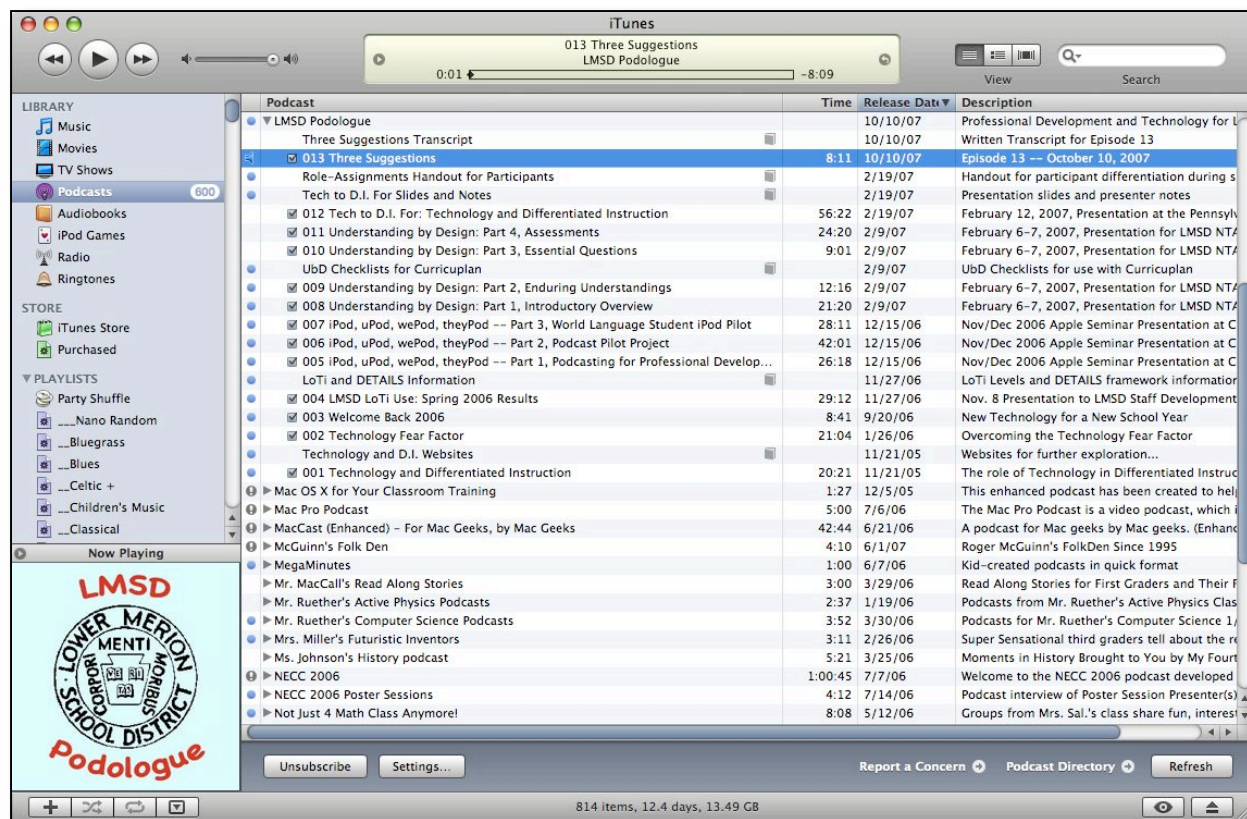 iTunes
013 Three Suggestions
LMSD Podologue
0:01 -8:09
View Search
LIBRARY
Music
Movies
TV Shows
Podcasts 600
Audiobooks
iPod Games
Radio
Ringtones
STORE
iTunes Store
Purchased
PLAYLISTS
Party Shuffle
___Nano Random
__Bluegrass
__Blues
__Celtic +
__Children's Music
__Classical
Now Playing
LMSD
LOWER MERION
SCHOOL DISTRICT
MENTI
CORPORI
MORIBUS
Podologue
Podcast Time Release Date Description
LMSD Podologue 10/10/07 Professional Development and Technology for L
Three Suggestions Transcript 10/10/07 Written Transcript for Episode 13
013 Three Suggestions 8:11 10/10/07 Episode 13 -- October 10, 2007
Role-Assignments Handout for Participants 2/19/07 Handout for participant differentiation during s
Tech to D.I. For Slides and Notes 2/19/07 Presentation slides and presenter notes
012 Tech to D.I. For: Technology and Differentiated Instruction 56:22 2/19/07 February 12, 2007, Presentation at the Pennsylv
011 Understanding by Design: Part 4, Assessments 24:20 2/9/07 February 6-7, 2007, Presentation for LMSD NTA
010 Understanding by Design: Part 3, Essential Questions 9:01 2/9/07 February 6-7, 2007, Presentation for LMSD NTA
UbD Checklists for Curricuplan 2/9/07 UbD Checklists for use with Curricuplan
009 Understanding by Design: Part 2, Enduring Understandings 12:16 2/9/07 February 6-7, 2007, Presentation for LMSD NTA
008 Understanding by Design: Part 1, Introductory Overview 21:20 2/9/07 February 6-7, 2007, Presentation for LMSD NTA
007 iPod, uPod, wePod, theyPod -- Part 3, World Language Student iPod Pilot 28:11 12/15/06 Nov/Dec 2006 Apple Seminar Presentation at C
006 iPod, uPod, wePod, theyPod -- Part 2, Podcast Pilot Project 42:01 12/15/06 Nov/Dec 2006 Apple Seminar Presentation at C
005 iPod, uPod, wePod, theyPod -- Part 1, Podcasting for Professional Develop... 26:18 12/15/06 Nov/Dec 2006 Apple Seminar Presentation at C
LoTi and DETAILS Information 11/27/06 LoTi Levels and DETAILS framework information
004 LMSD LoTi Use: Spring 2006 Results 29:12 11/27/06 Nov. 8 Presentation to LMSD Staff Development
003 Welcome Back 2006 8:41 9/20/06 New Technology for a New School Year
002 Technology Fear Factor 21:04 1/26/06 Overcoming the Technology Fear Factor
Technology and D.I. Websites 11/21/05 Websites for further exploration...
001 Technology and Differentiated Instruction 20:21 11/21/05 The role of Technology in Differentiated Instruc
Mac OS X for Your Classroom Training 1:27 12/5/05 This enhanced podcast has been created to hel
Mac Pro Podcast 5:00 7/6/06 The Mac Pro Podcast is a video podcast, which i
MacCast (Enhanced) - For Mac Geeks, by Mac Geeks 42:44 6/21/06 A podcast for Mac geeks by Mac geeks. (Enhanc
McGuinn's Folk Den 4:10 6/1/07 Roger McGuinn's FolkDen Since 1995
MegaMinutes 1:00 6/7/06 Kid-created podcasts in quick format
Mr. MacCall's Read Along Stories 3:00 3/29/06 Read Along Stories for First Graders and Their F
Mr. Ruether's Active Physics Podcasts 2:37 1/19/06 Podcasts from Mr. Ruether's Active Physics Clas
Mr. Ruether's Computer Science Podcasts 3:52 3/30/06 Podcasts for Mr. Ruether's Computer Science 1/
Mrs. Miller's Futuristic Inventors 3:11 2/26/06 Super Sensational third graders tell about the re
Ms. Johnson's History podcast 5:21 3/25/06 Moments in History Brought to You by My Fourt
NECC 2006 1:00:45 7/7/06 Welcome to the NECC 2006 podcast developed
NECC 2006 Poster Sessions 4:12 7/14/06 Podcast interview of Poster Session Presenter(s)
Not Just 4 Math Class Anymore! 8:08 5/12/06 Groups from Mrs. Sal.'s class share fun, interest
Unsubscribe Settings... Report a Concern Podcast Directory Refresh
814 items, 12.4 days, 13.49 GB